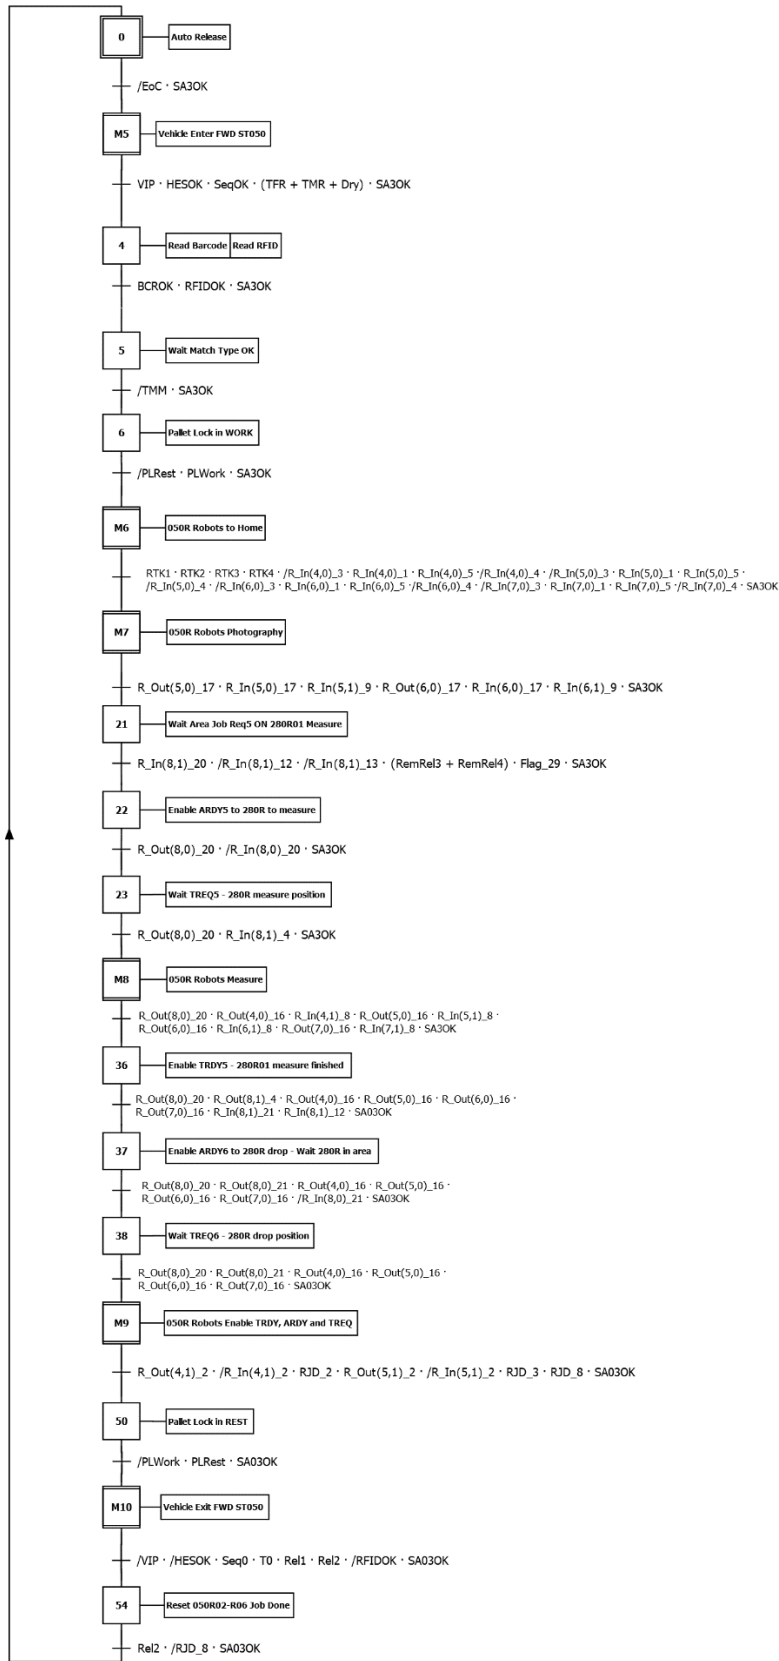 0
Auto Release
/EoC · SA3OK
M5
Vehicle Enter FWD ST050
VIP · HESOK · SeqOK · (TFR + TMR + Dry) · SA3OK
4
Read Barcode
Read RFID
BCROK · RFIDOK · SA3OK
5
Wait Match Type OK
/TMM · SA3OK
6
Pallet Lock in WORK
/PLRest · PLWork · SA3OK
M6
050R Robots to Home
RTK1 · RTK2 · RTK3 · RTK4 · /R_In(4,0)_3 · R_In(4,0)_1 · R_In(4,0)_5 ·/R_In(4,0)_4 · /R_In(5,0)_3 · R_In(5,0)_1 · R_In(5,0)_5 ·
/R_In(5,0)_4 · /R_In(6,0)_3 · R_In(6,0)_1 · R_In(6,0)_5 ·/R_In(6,0)_4 · /R_In(7,0)_3 · R_In(7,0)_1 · R_In(7,0)_5 ·/R_In(7,0)_4 · SA3OK
M7
050R Robots Photography
R_Out(5,0)_17 · R_In(5,0)_17 · R_In(5,1)_9 · R_Out(6,0)_17 · R_In(6,0)_17 · R_In(6,1)_9 · SA3OK
21
Wait Area Job Req5 ON 280R01 Measure
R_In(8,1)_20 · /R_In(8,1)_12 · /R_In(8,1)_13 · (RemRel3 + RemRel4) · Flag_29 · SA3OK
22
Enable ARDY5 to 280R to measure
R_Out(8,0)_20 · /R_In(8,0)_20 · SA3OK
23
Wait TREQ5 - 280R measure position
R_Out(8,0)_20 · R_In(8,1)_4 · SA3OK
M8
050R Robots Measure
R_Out(8,0)_20 · R_Out(4,0)_16 · R_In(4,1)_8 · R_Out(5,0)_16 · R_In(5,1)_8 ·
R_Out(6,0)_16 · R_In(6,1)_8 · R_Out(7,0)_16 · R_In(7,1)_8 · SA3OK
36
Enable TRDY5 - 280R01 measure finished
R_Out(8,0)_20 · R_Out(8,1)_4 · R_Out(4,0)_16 · R_Out(5,0)_16 · R_Out(6,0)_16 ·
R_Out(7,0)_16 · R_In(8,1)_21 · R_In(8,1)_12 · SA03OK
37
Enable ARDY6 to 280R drop - Wait 280R in area
R_Out(8,0)_20 · R_Out(8,0)_21 · R_Out(4,0)_16 · R_Out(5,0)_16 ·
R_Out(6,0)_16 · R_Out(7,0)_16 · /R_In(8,0)_21 · SA03OK
38
Wait TREQ6 - 280R drop position
R_Out(8,0)_20 · R_Out(8,0)_21 · R_Out(4,0)_16 · R_Out(5,0)_16 ·
R_Out(6,0)_16 · R_Out(7,0)_16 · SA03OK
M9
050R Robots Enable TRDY, ARDY and TREQ
R_Out(4,1)_2 · /R_In(4,1)_2 · RJD_2 · R_Out(5,1)_2 · /R_In(5,1)_2 · RJD_3 · RJD_8 · SA03OK
50
Pallet Lock in REST
/PLWork · PLRest · SA03OK
M10
Vehicle Exit FWD ST050
/VIP · /HESOK · Seq0 · T0 · Rel1 · Rel2 · /RFIDOK · SA03OK
54
Reset 050R02-R06 Job Done
Rel2 · /RJD_8 · SA03OK